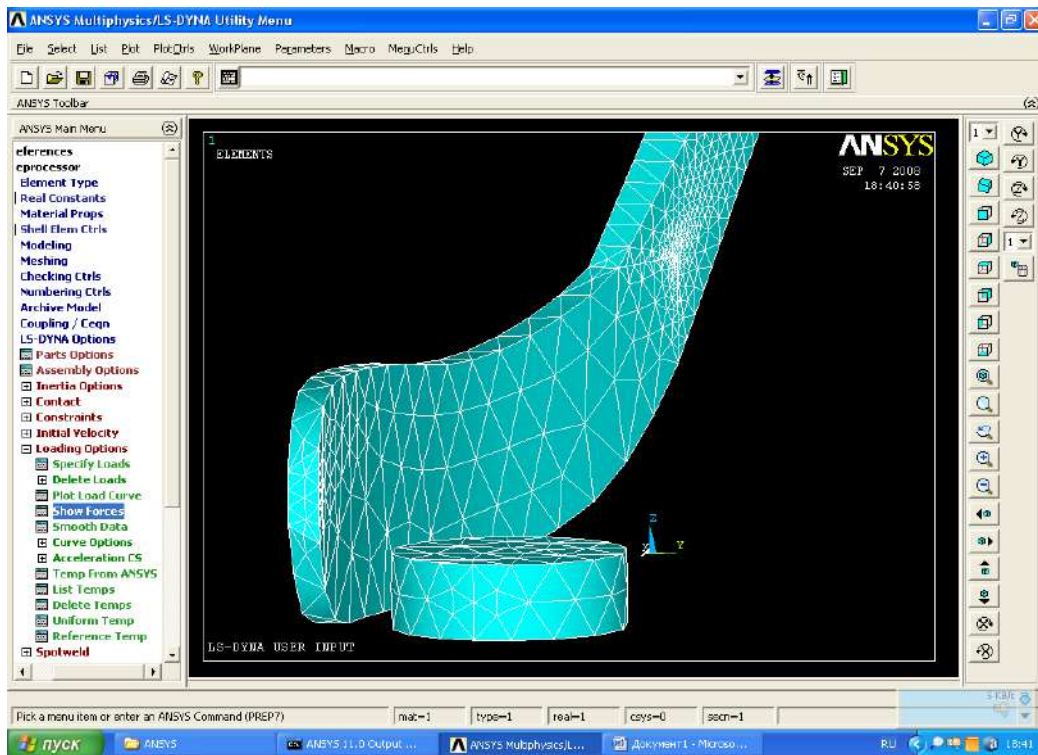 ANSYS Multiphysics/LS-DYNA Utility Menu
File Select List Plot PlotCtrls WorkPlane Parameters Macro MenuCtrls Help
ANSYS Toolbar
ANSYS Main Menu
eferences
eprocessor
Element Type
Real Constants
Material Props
Shell Elem Ctrls
Modeling
Meshing
Checking Ctrls
Numbering Ctrls
Archive Model
Coupling / Ceqn
LS-DYNA Options
Parts Options
Assembly Options
Inertia Options
Contact
Constraints
Initial Velocity
Loading Options
Specify Loads
Delete Loads
Plot Load Curve
Show Forces
Smooth Data
Curve Options
Acceleration CS
Temp From ANSYS
List Temps
Delete Temps
Uniform Temp
Reference Temp
Spotweld
1
ELEMENTS
ANSYS
SEP 7 2008
18:40:58
Z
X Y
LS-DYNA USER INPUT
1
1
Pick a menu item or enter an ANSYS Command (PREP7) mat=1 type=1 real=1 csys=0 secn=1
пуск ANSYS ANSYS 11.0 Output ... ANSYS Multiphysics/L... Документ1 - Microso... RU 18:41